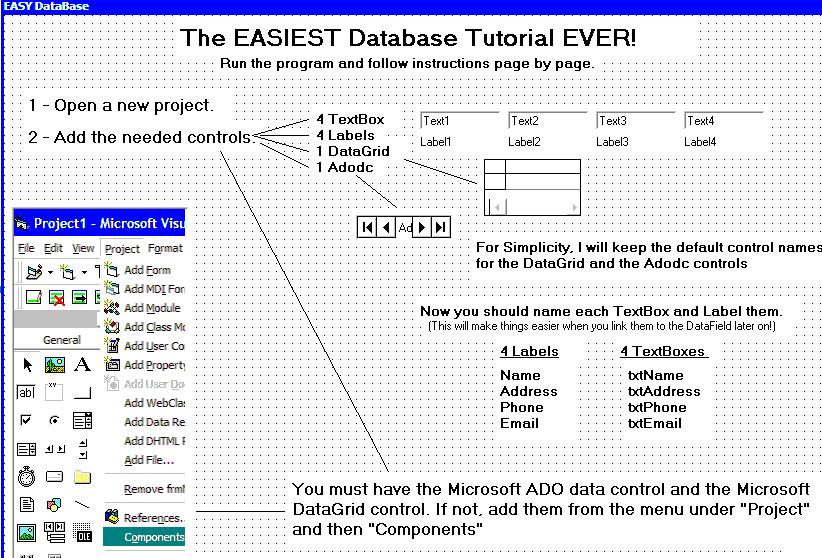 EASY DataBase
The EASIEST Database Tutorial EVER!
Run the program and follow instructions page by page.
1 - Open a new project.
2 - Add the needed controls.
4 TextBox
4 Labels
1 DataGrid
1 Adodc
Text1 Text2 Text3 Text4
Label1 Label2 Label3 Label4
Ad
For Simplicity, I will keep the default control names
for the DataGrid and the Adodc controls
Now you should name each TextBox and Label them.
(This will make things easier when you link them to the DataField later on!)
4 Labels 4 TextBoxes
Name txtName
Address txtAddress
Phone txtPhone
Email txtEmail
Project1 - Microsoft Visu
File Edit View Project Format
Add Form
Add MDI For
Add Module
Add Class Mo
Add User Co
Add Property
Add User Do
Add WebClas
Add Data Re
Add DHTML P
Add File...
Remove frmN
References..
Components
General
A
ab|
xy
OLE
You must have the Microsoft ADO data control and the Microsoft
DataGrid control. If not, add them from the menu under "Project"
and then "Components"